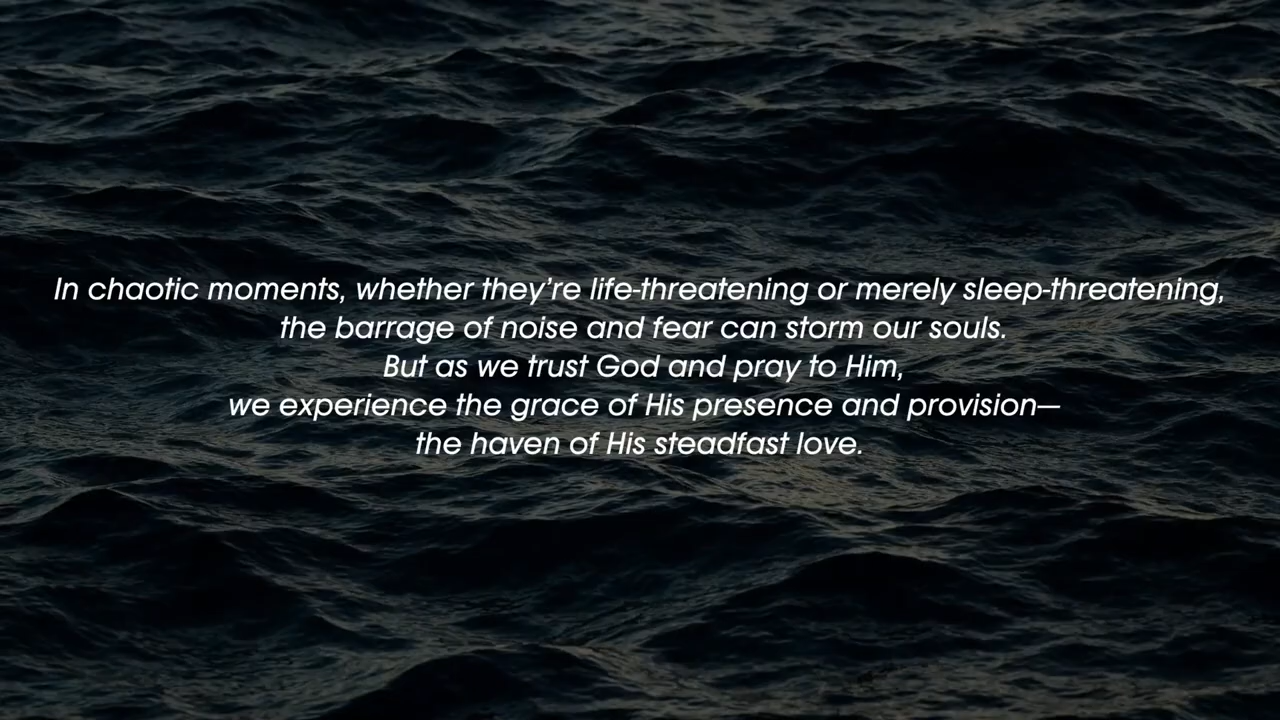 In chaotic moments, whether they’re life-threatening or merely sleep-threatening,
the barrage of noise and fear can storm our souls.
But as we trust God and pray to Him,
we experience the grace of His presence and provision—
the haven of His steadfast love.